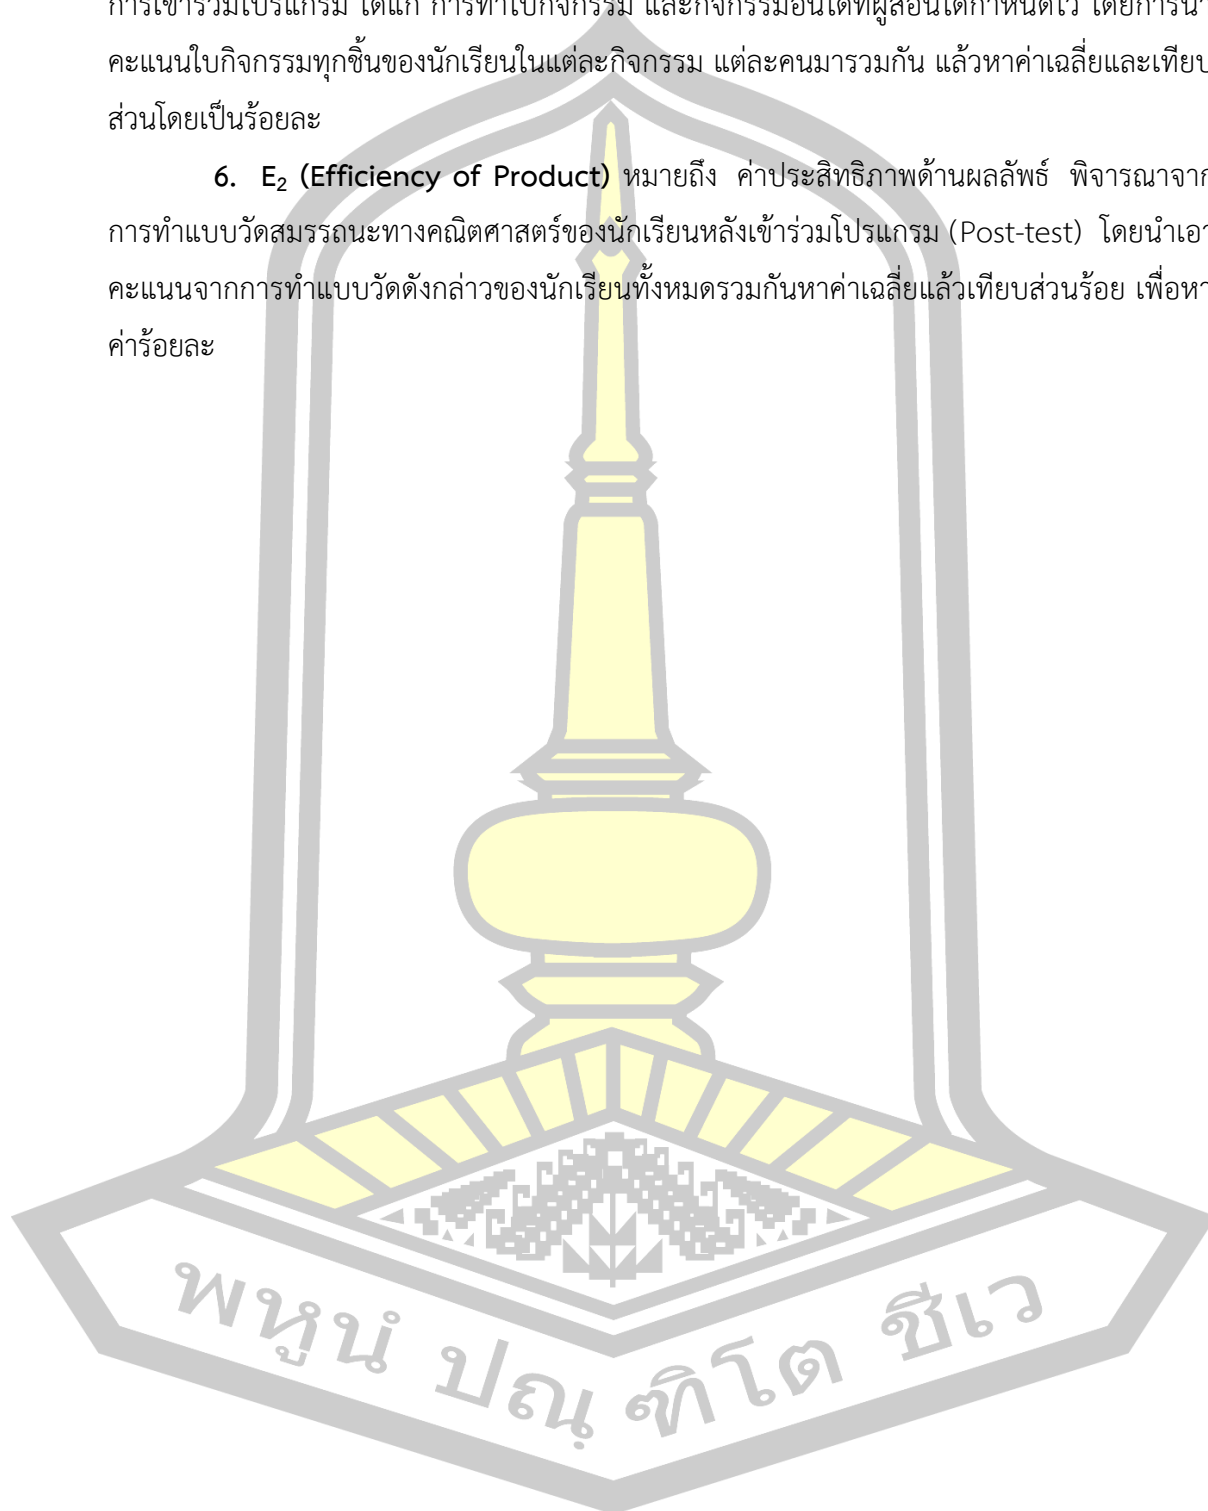 การเข้าร่วมโปรแกรม ได้แก่ การทำใบกิจกรรม และกิจกรรมอื่นใดที่ผู้สอนได้กำหนดไว้ โดยการนำ
คะแนนใบกิจกรรมทุกชิ้นของนักเรียนในแต่ละกิจกรรม แต่ละคนมารวมกัน แล้วหาค่าเฉลี่ยและเทียบ
ส่วนโดยเป็นร้อยละ
6. E₂ (Efficiency of Product) หมายถึง ค่าประสิทธิภาพด้านผลลัพธ์ พิจารณาจาก
การทำแบบวัดสมรรถนะทางคณิตศาสตร์ของนักเรียนหลังเข้าร่วมโปรแกรม (Post-test) โดยนำเอา
คะแนนจากการทำแบบวัดดังกล่าวของนักเรียนทั้งหมดรวมกันหาค่าเฉลี่ยแล้วเทียบส่วนร้อย เพื่อหา
ค่าร้อยละ
พหูนํ ปณฺฑิโต ชีเว